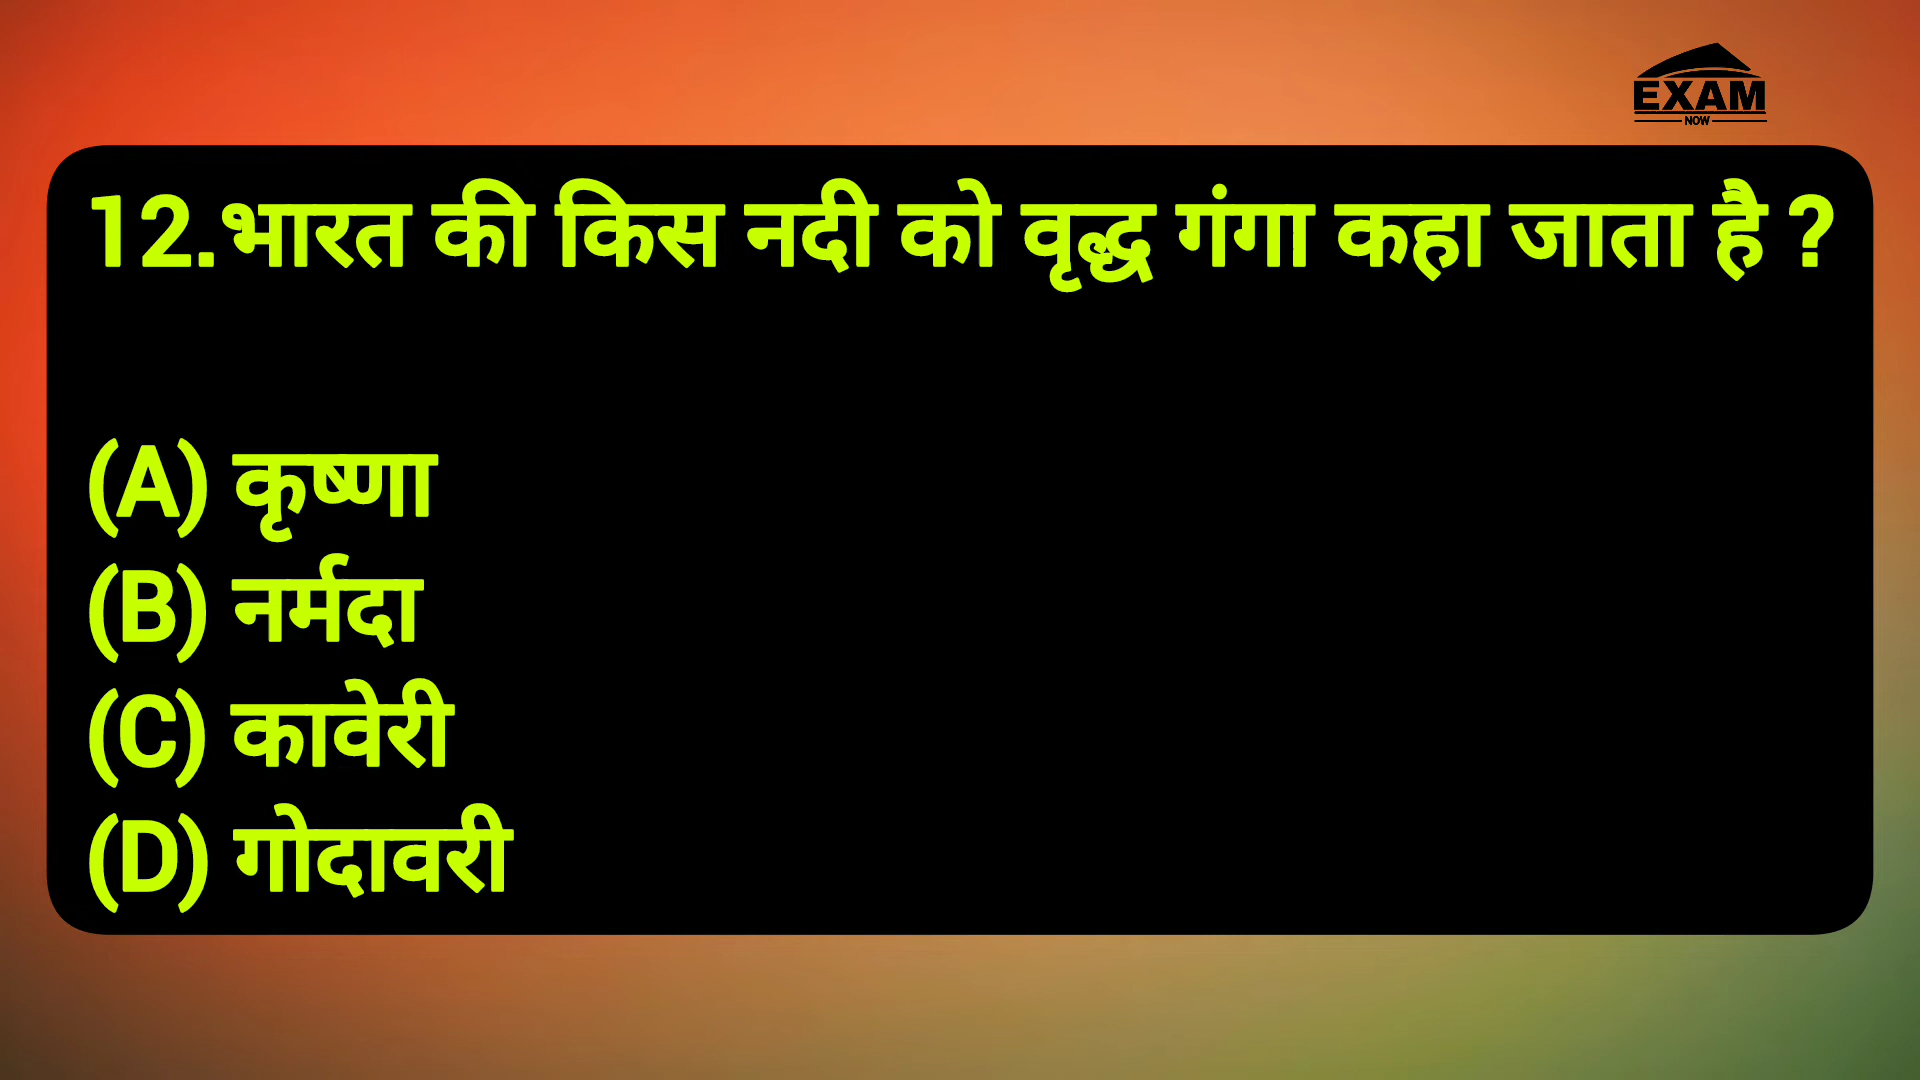 EXAM
NOW
12.भारत की किस नदी को वृद्ध गंगा कहा जाता है ?
(A) कृष्णा
(B) नर्मदा
(C) कावेरी
(D) गोदावरी